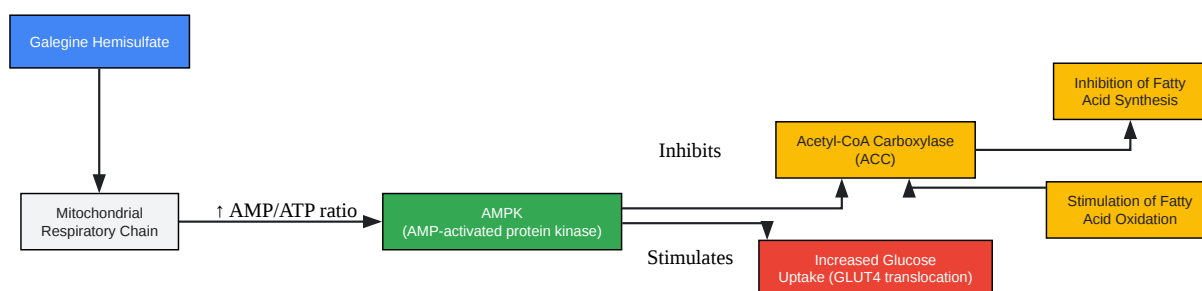 Galegine Hemisulfate
Mitochondrial
Respiratory Chain
↑ AMP/ATP ratio
AMPK
(AMP-activated protein kinase)
Inhibits
Stimulates
Acetyl-CoA Carboxylase
(ACC)
Increased Glucose
Uptake (GLUT4 translocation)
Inhibition of Fatty
Acid Synthesis
Stimulation of Fatty
Acid Oxidation